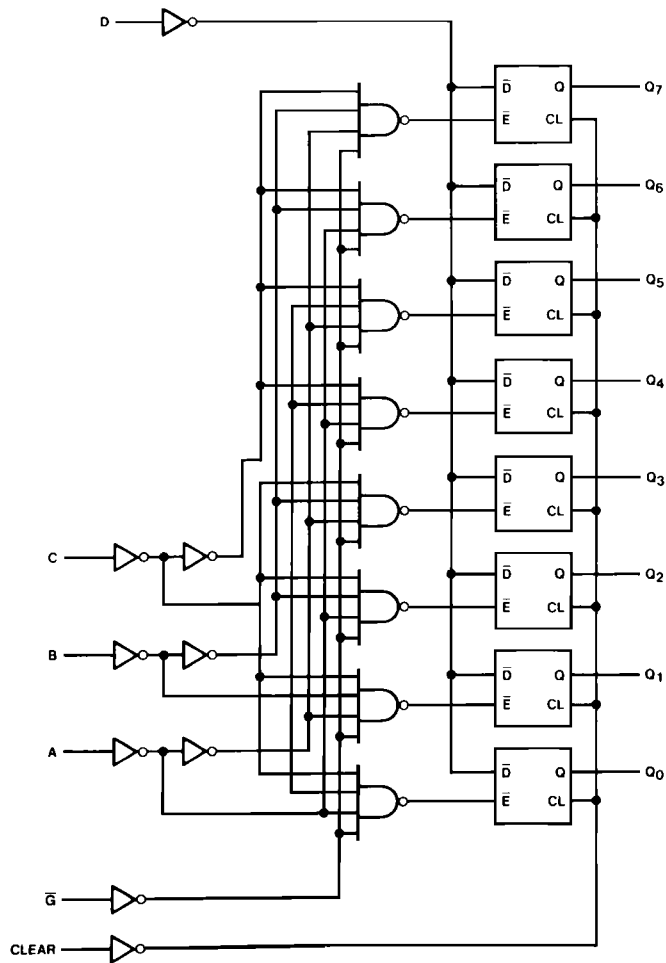 D
D̅ Q Q7
E̅ CL
D̅ Q Q6
E̅ CL
D̅ Q Q5
E̅ CL
D̅ Q Q4
E̅ CL
D̅ Q Q3
E̅ CL
C
D̅ Q Q2
E̅ CL
B
D̅ Q Q1
E̅ CL
A
D̅ Q Q0
E̅ CL
G̅
CLEAR